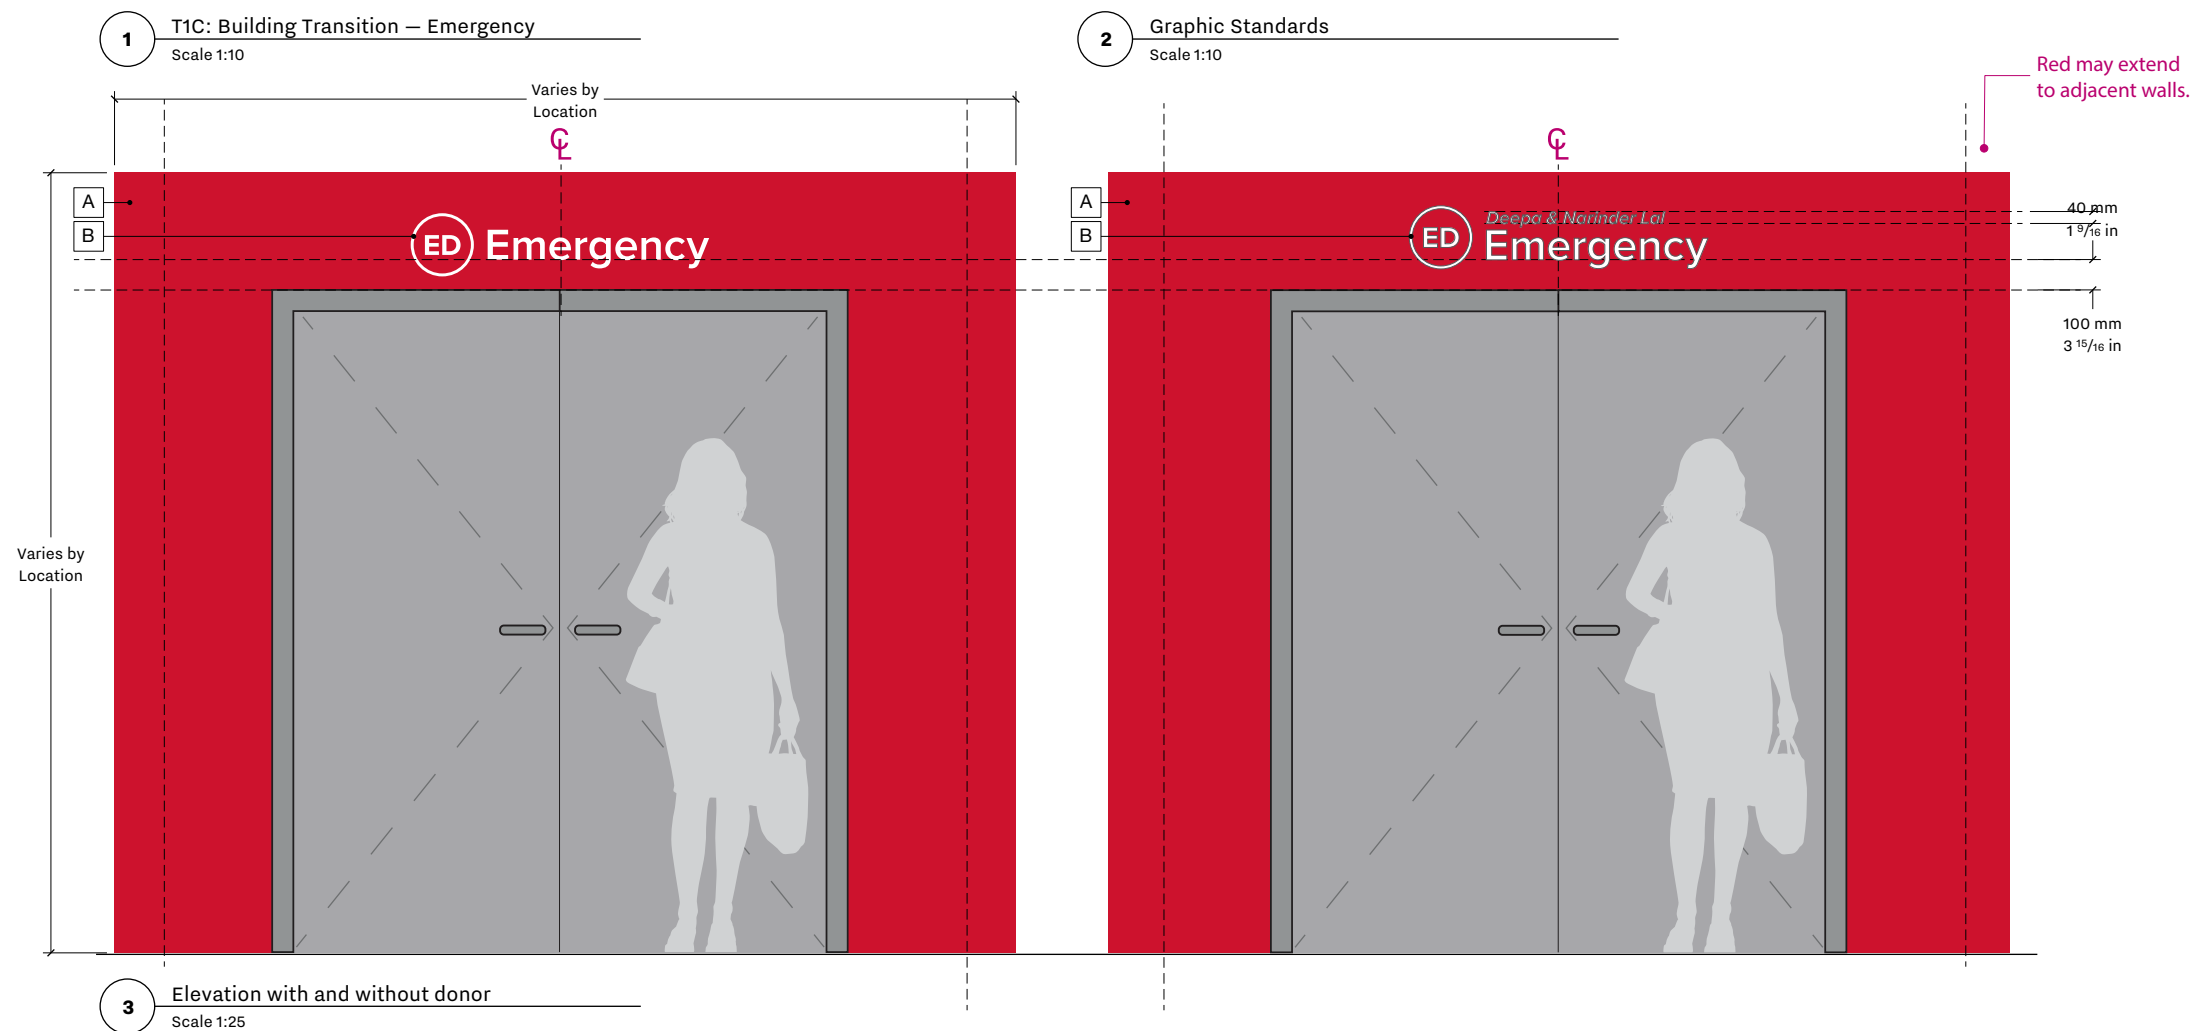 1
T1C: Building Transition — Emergency
Scale 1:10
2
Graphic Standards
Scale 1:10
Red may extend
to adjacent walls.
Varies by
Location
CL
CL
A
B
ED Emergency
A
B
Deepa & Narinder Lal
ED Emergency
40 mm
1 9/16 in
100 mm
3 15/16 in
Varies by
Location
3
Elevation with and without donor
Scale 1:25